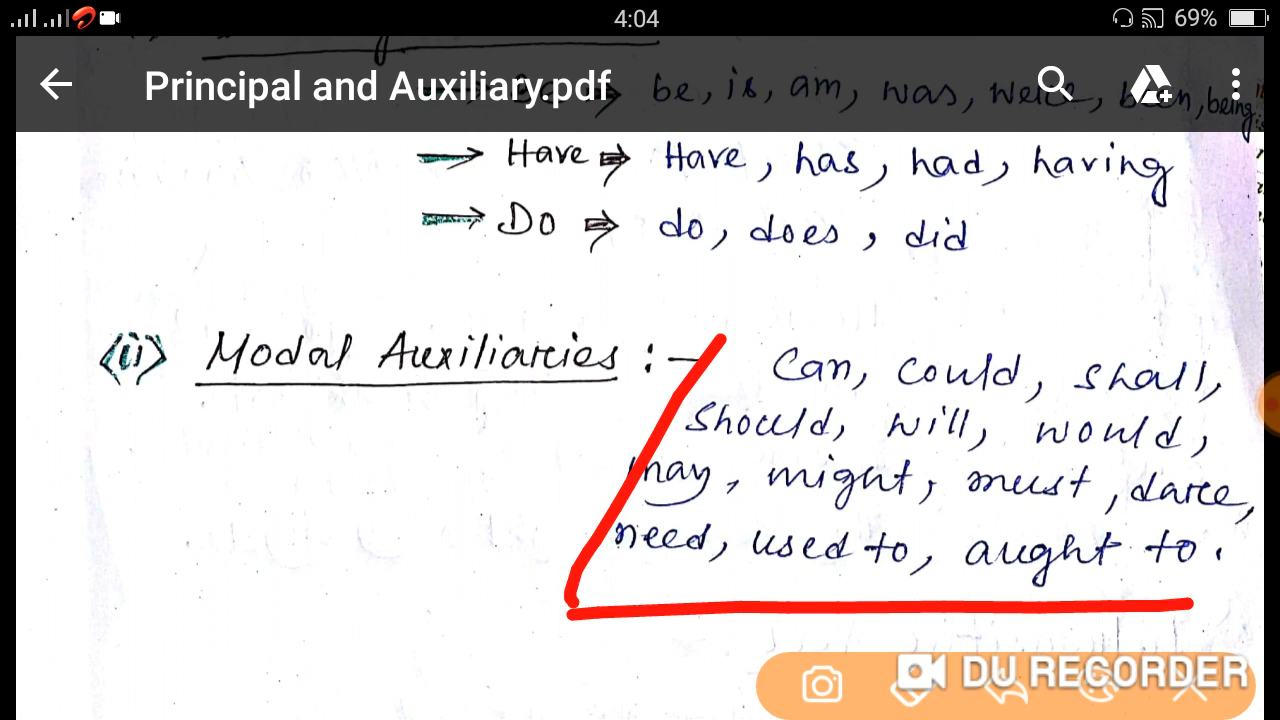 4:04
69%
Principal and Auxiliary.pdf
be, is, am, was, were, been, being
→ Have ⇒ Have, has, had, having
→ Do ⇒ do, does, did
(ii) Modal Auxiliaries :- Can, could, shall,
should, will, would,
may, might, must, dare,
need, used to, aught to.
DU RECORDER